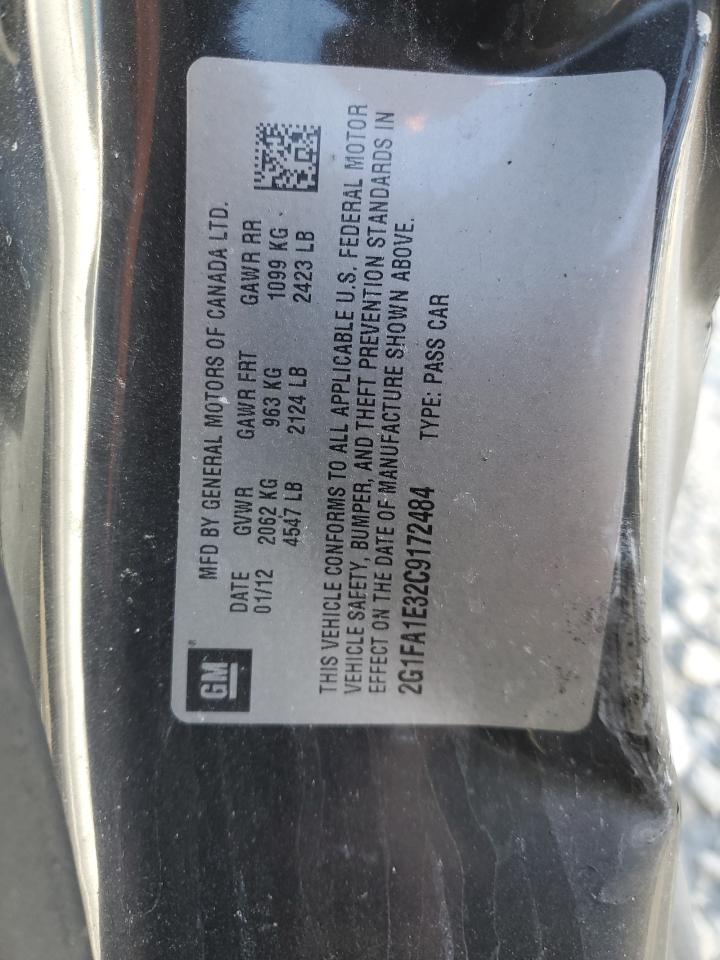 MFD BY GENERAL MOTORS OF CANADA LTD.
DATE GVWR GAWR FRT GAWR RR
01/12 2062 KG 963 KG 1099 KG
4547 LB 2124 LB 2423 LB
THIS VEHICLE CONFORMS TO ALL APPLICABLE U.S. FEDERAL MOTOR
VEHICLE SAFETY, BUMPER, AND THEFT PREVENTION STANDARDS IN
EFFECT ON THE DATE OF MANUFACTURE SHOWN ABOVE.
2G1FA1E32C9172484 TYPE: PASS CAR
GM®